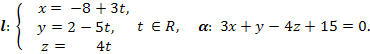 x = -8 + 3t,
l: { y = 2 - 5t, t ∈ R, α: 3x + y - 4z + 15 = 0.
z = 4t